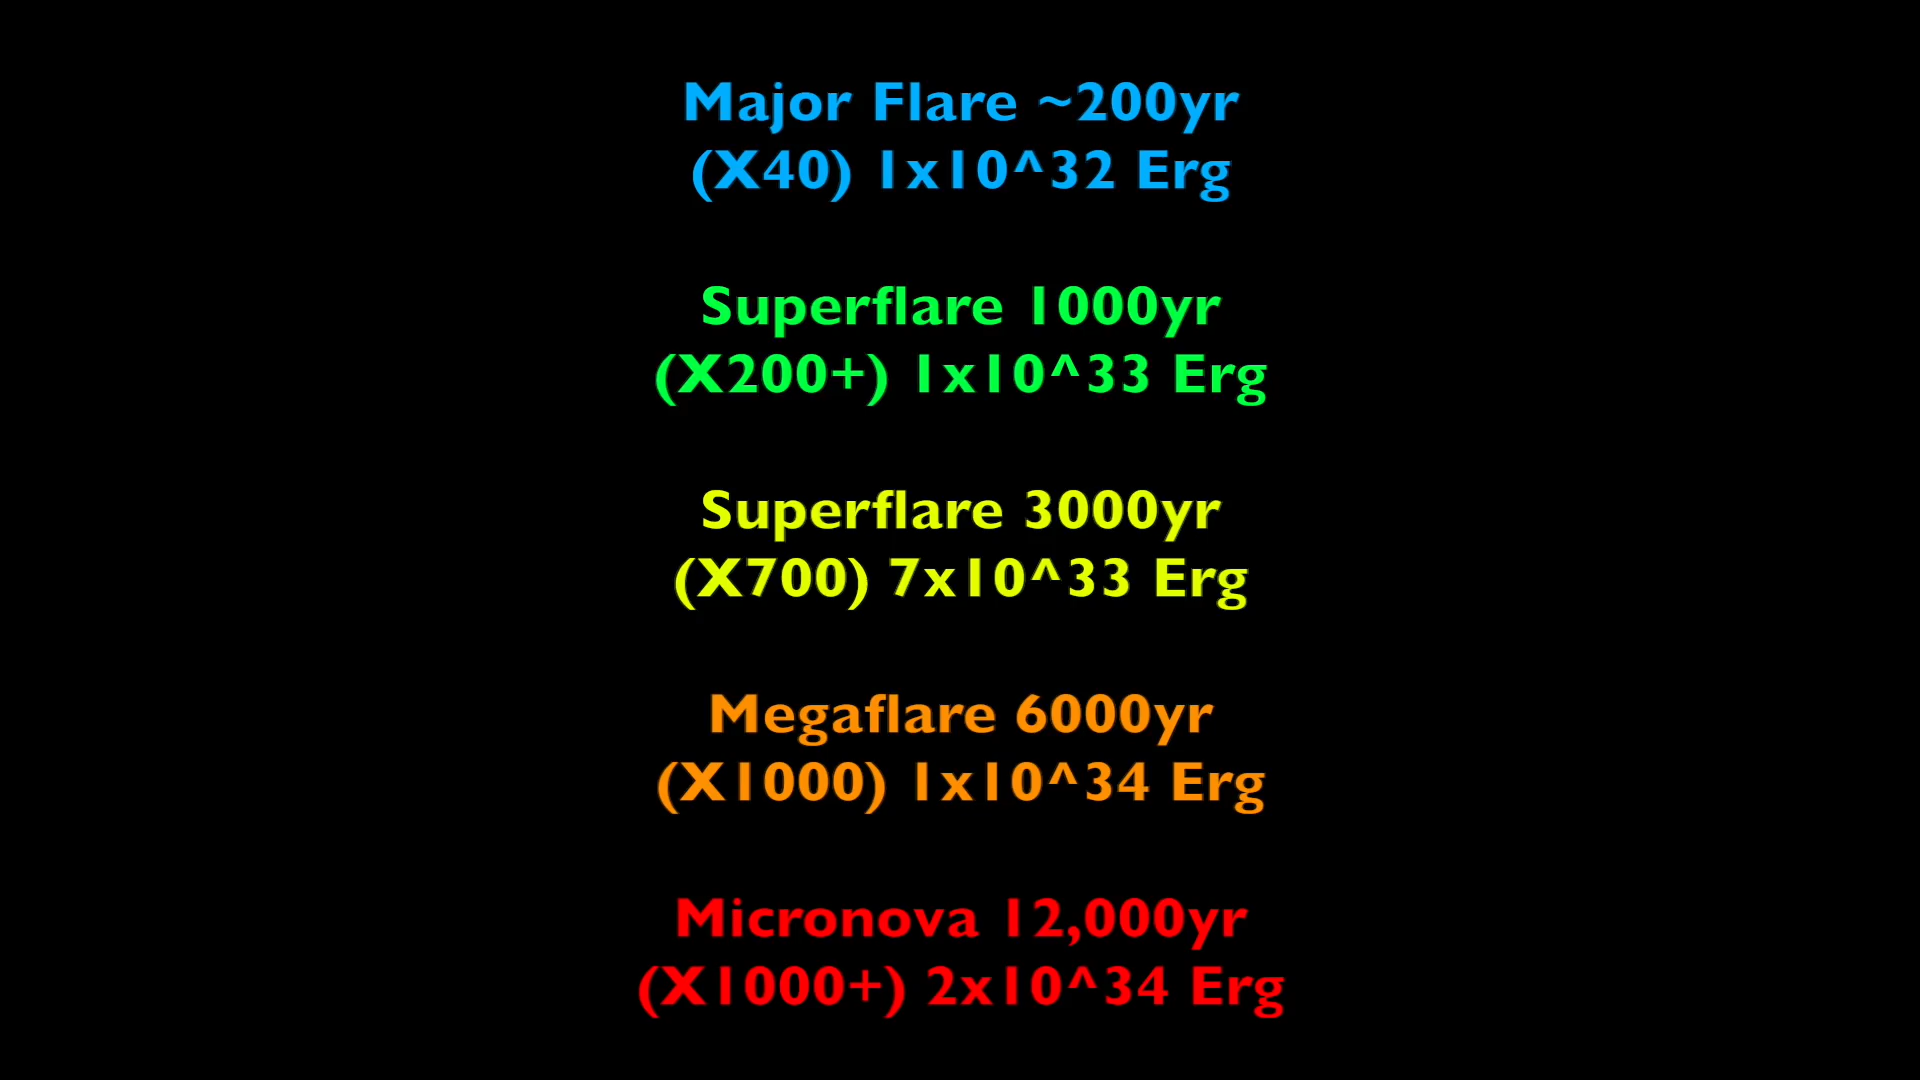 Major Flare ~200yr
(X40) 1x10^32 Erg
Superflare 1000yr
(X200+) 1x10^33 Erg
Superflare 3000yr
(X700) 7x10^33 Erg
Megaflare 6000yr
(X1000) 1x10^34 Erg
Micronova 12,000yr
(X1000+) 2x10^34 Erg